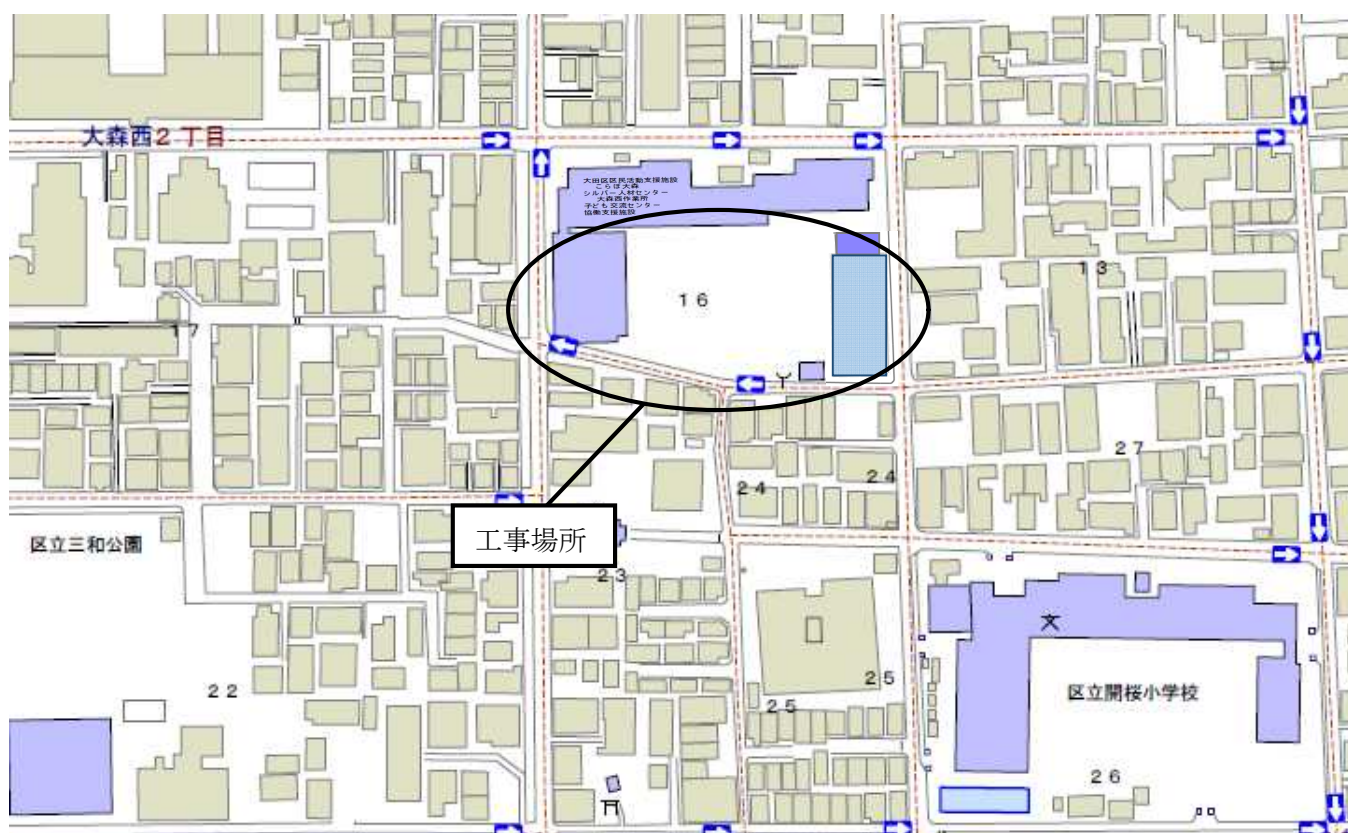 大森西2丁目
大田区区民活動支援施設
こらぼ大森
シルバー人材センター
大森西作業所
子ども交流センター
協働支援施設
13
16
17
27
24
24
工事場所
区立三和公園
23
25
区立開桜小学校
22
25
26